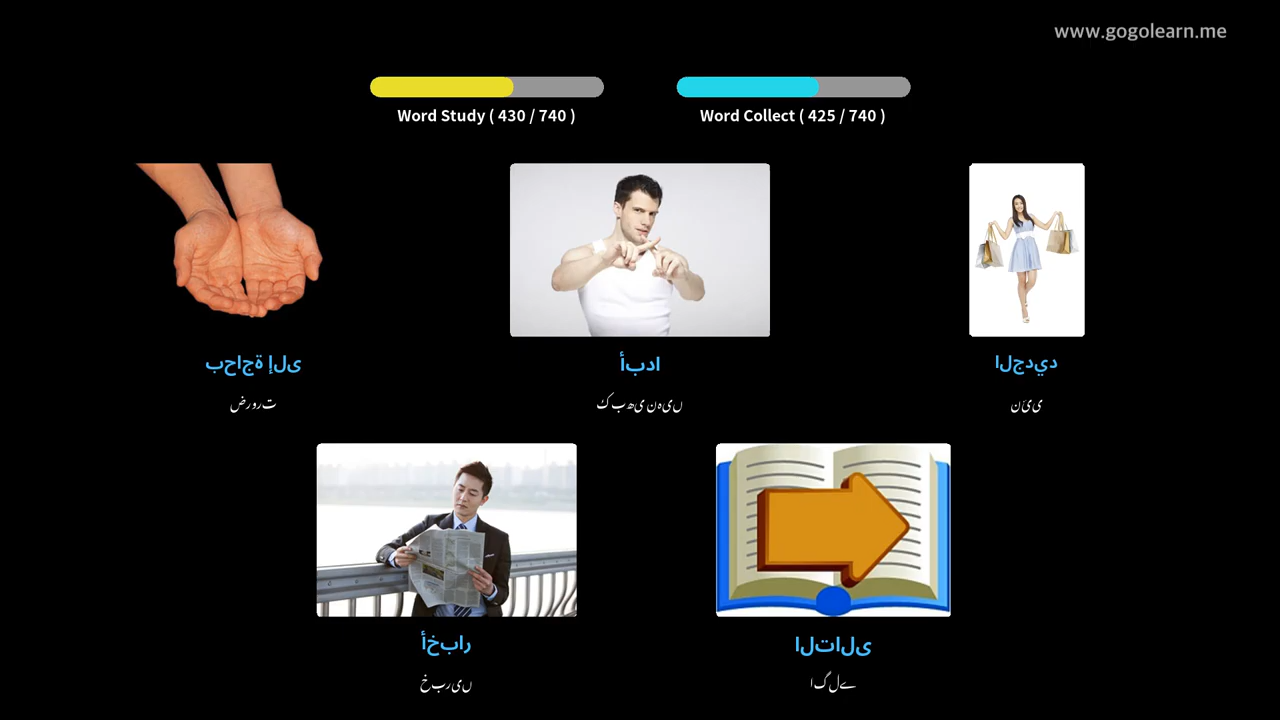 www.gogolearn.me
Word Study ( 430 / 740 )
Word Collect ( 425 / 740 )
بحاجة إلى
أبدا
الجديد
ضرورت
کبھی نہیں
نئی
أخبار
التالى
خبریں
اگلے